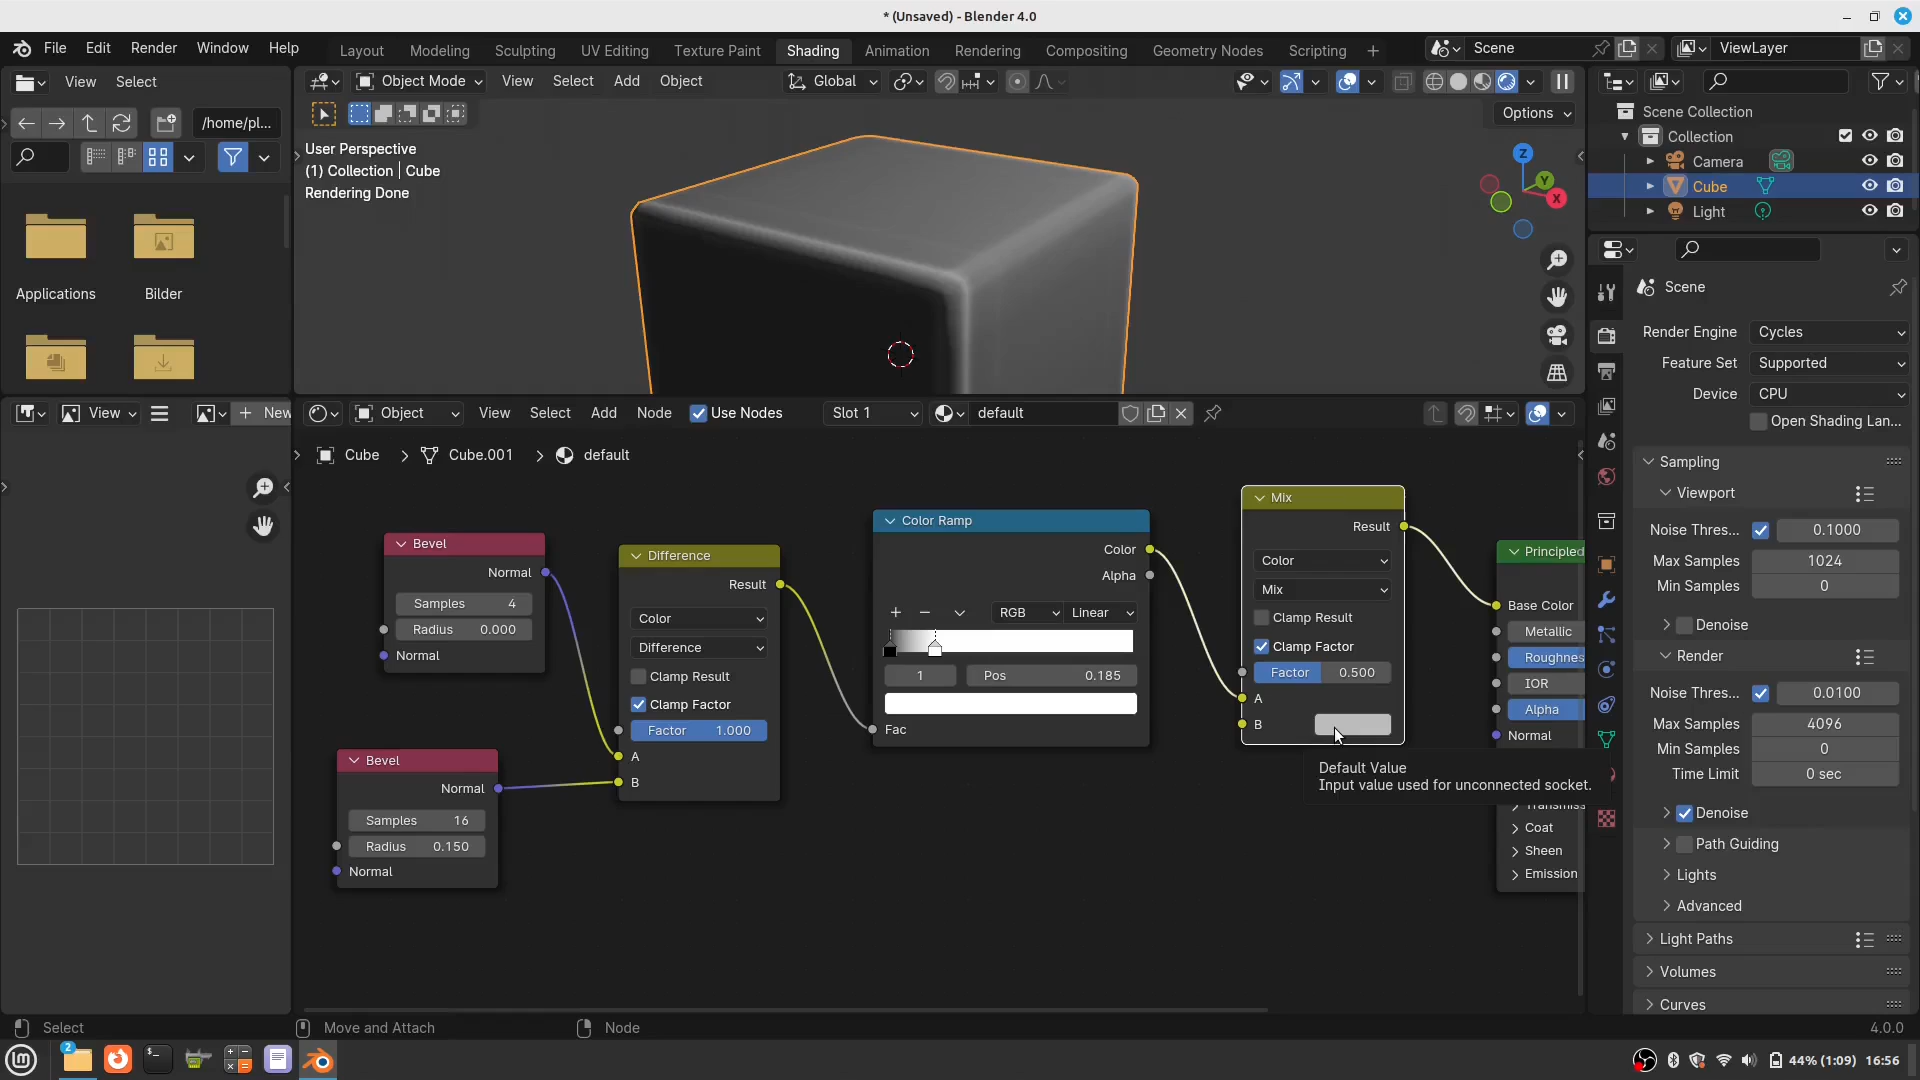 * (Unsaved) - Blender 4.0
File Edit Render Window Help
Layout Modeling Sculpting UV Editing Texture Paint Shading Animation Rendering Compositing Geometry Nodes Scripting +
Scene
ViewLayer
View Select
/home/pl...
Applications
Bilder
Object Mode View Select Add Object
Global
Options
User Perspective
(1) Collection | Cube
Rendering Done
Z
Y
X
Scene Collection
Collection
Camera
Cube
Light
View
+ New
Object View Select Add Node Use Nodes
Slot 1
default
Cube > Cube.001 > default
Bevel
Normal
Samples 4
Radius 0.000
Normal
Bevel
Normal
Samples 16
Radius 0.150
Normal
Difference
Result
Color
Difference
Clamp Result
Clamp Factor
Factor 1.000
A
B
Color Ramp
Color
Alpha
RGB
Linear
1
Pos 0.185
Fac
Mix
Result
Color
Mix
Clamp Result
Clamp Factor
Factor 0.500
A
B
Default Value
Input value used for unconnected socket.
Principled
Base Color
Metallic
Roughnes
IOR
Alpha
Normal
Coat
Sheen
Emission
Scene
Render Engine Cycles
Feature Set Supported
Device CPU
Open Shading Lan...
Sampling
Viewport
Noise Thres... 0.1000
Max Samples 1024
Min Samples 0
Denoise
Render
Noise Thres... 0.0100
Max Samples 4096
Min Samples 0
Time Limit 0 sec
Denoise
Path Guiding
Lights
Advanced
Light Paths
Volumes
Curves
Select
Move and Attach
Node
4.0.0
2
44% (1:09) 16:56